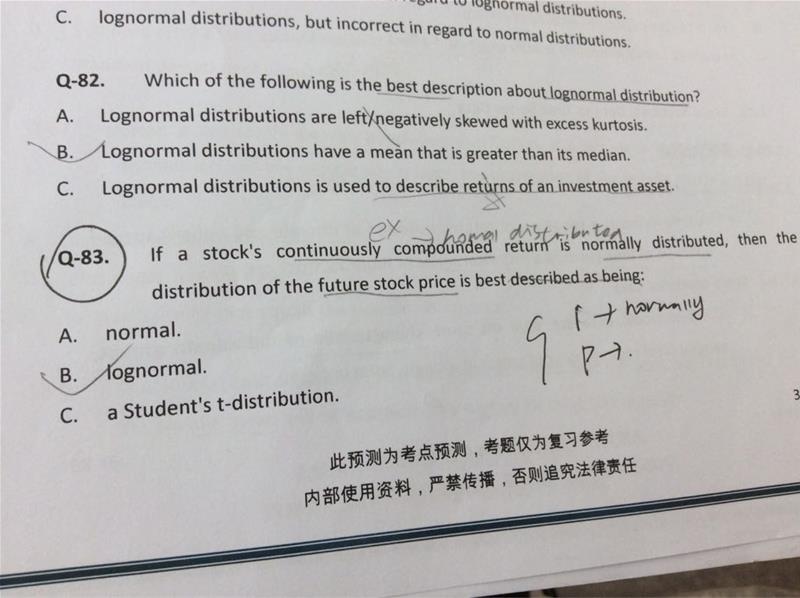 to lognormal distributions.
C. lognormal distributions, but incorrect in regard to normal distributions.
Q-82. Which of the following is the best description about lognormal distribution?
A. Lognormal distributions are left/negatively skewed with excess kurtosis.
B. Lognormal distributions have a mean that is greater than its median.
C. Lognormal distributions is used to describe returns of an investment asset.
ex → nomal distributed
Q-83. If a stock's continuously compounded return is normally distributed, then the
distribution of the future stock price is best described as being:
r → normally
A. normal.
p → .
B. lognormal.
C. a Student's t-distribution.
3
此预测为考点预测，考题仅为复习参考
内部使用资料，严禁传播，否则追究法律责任